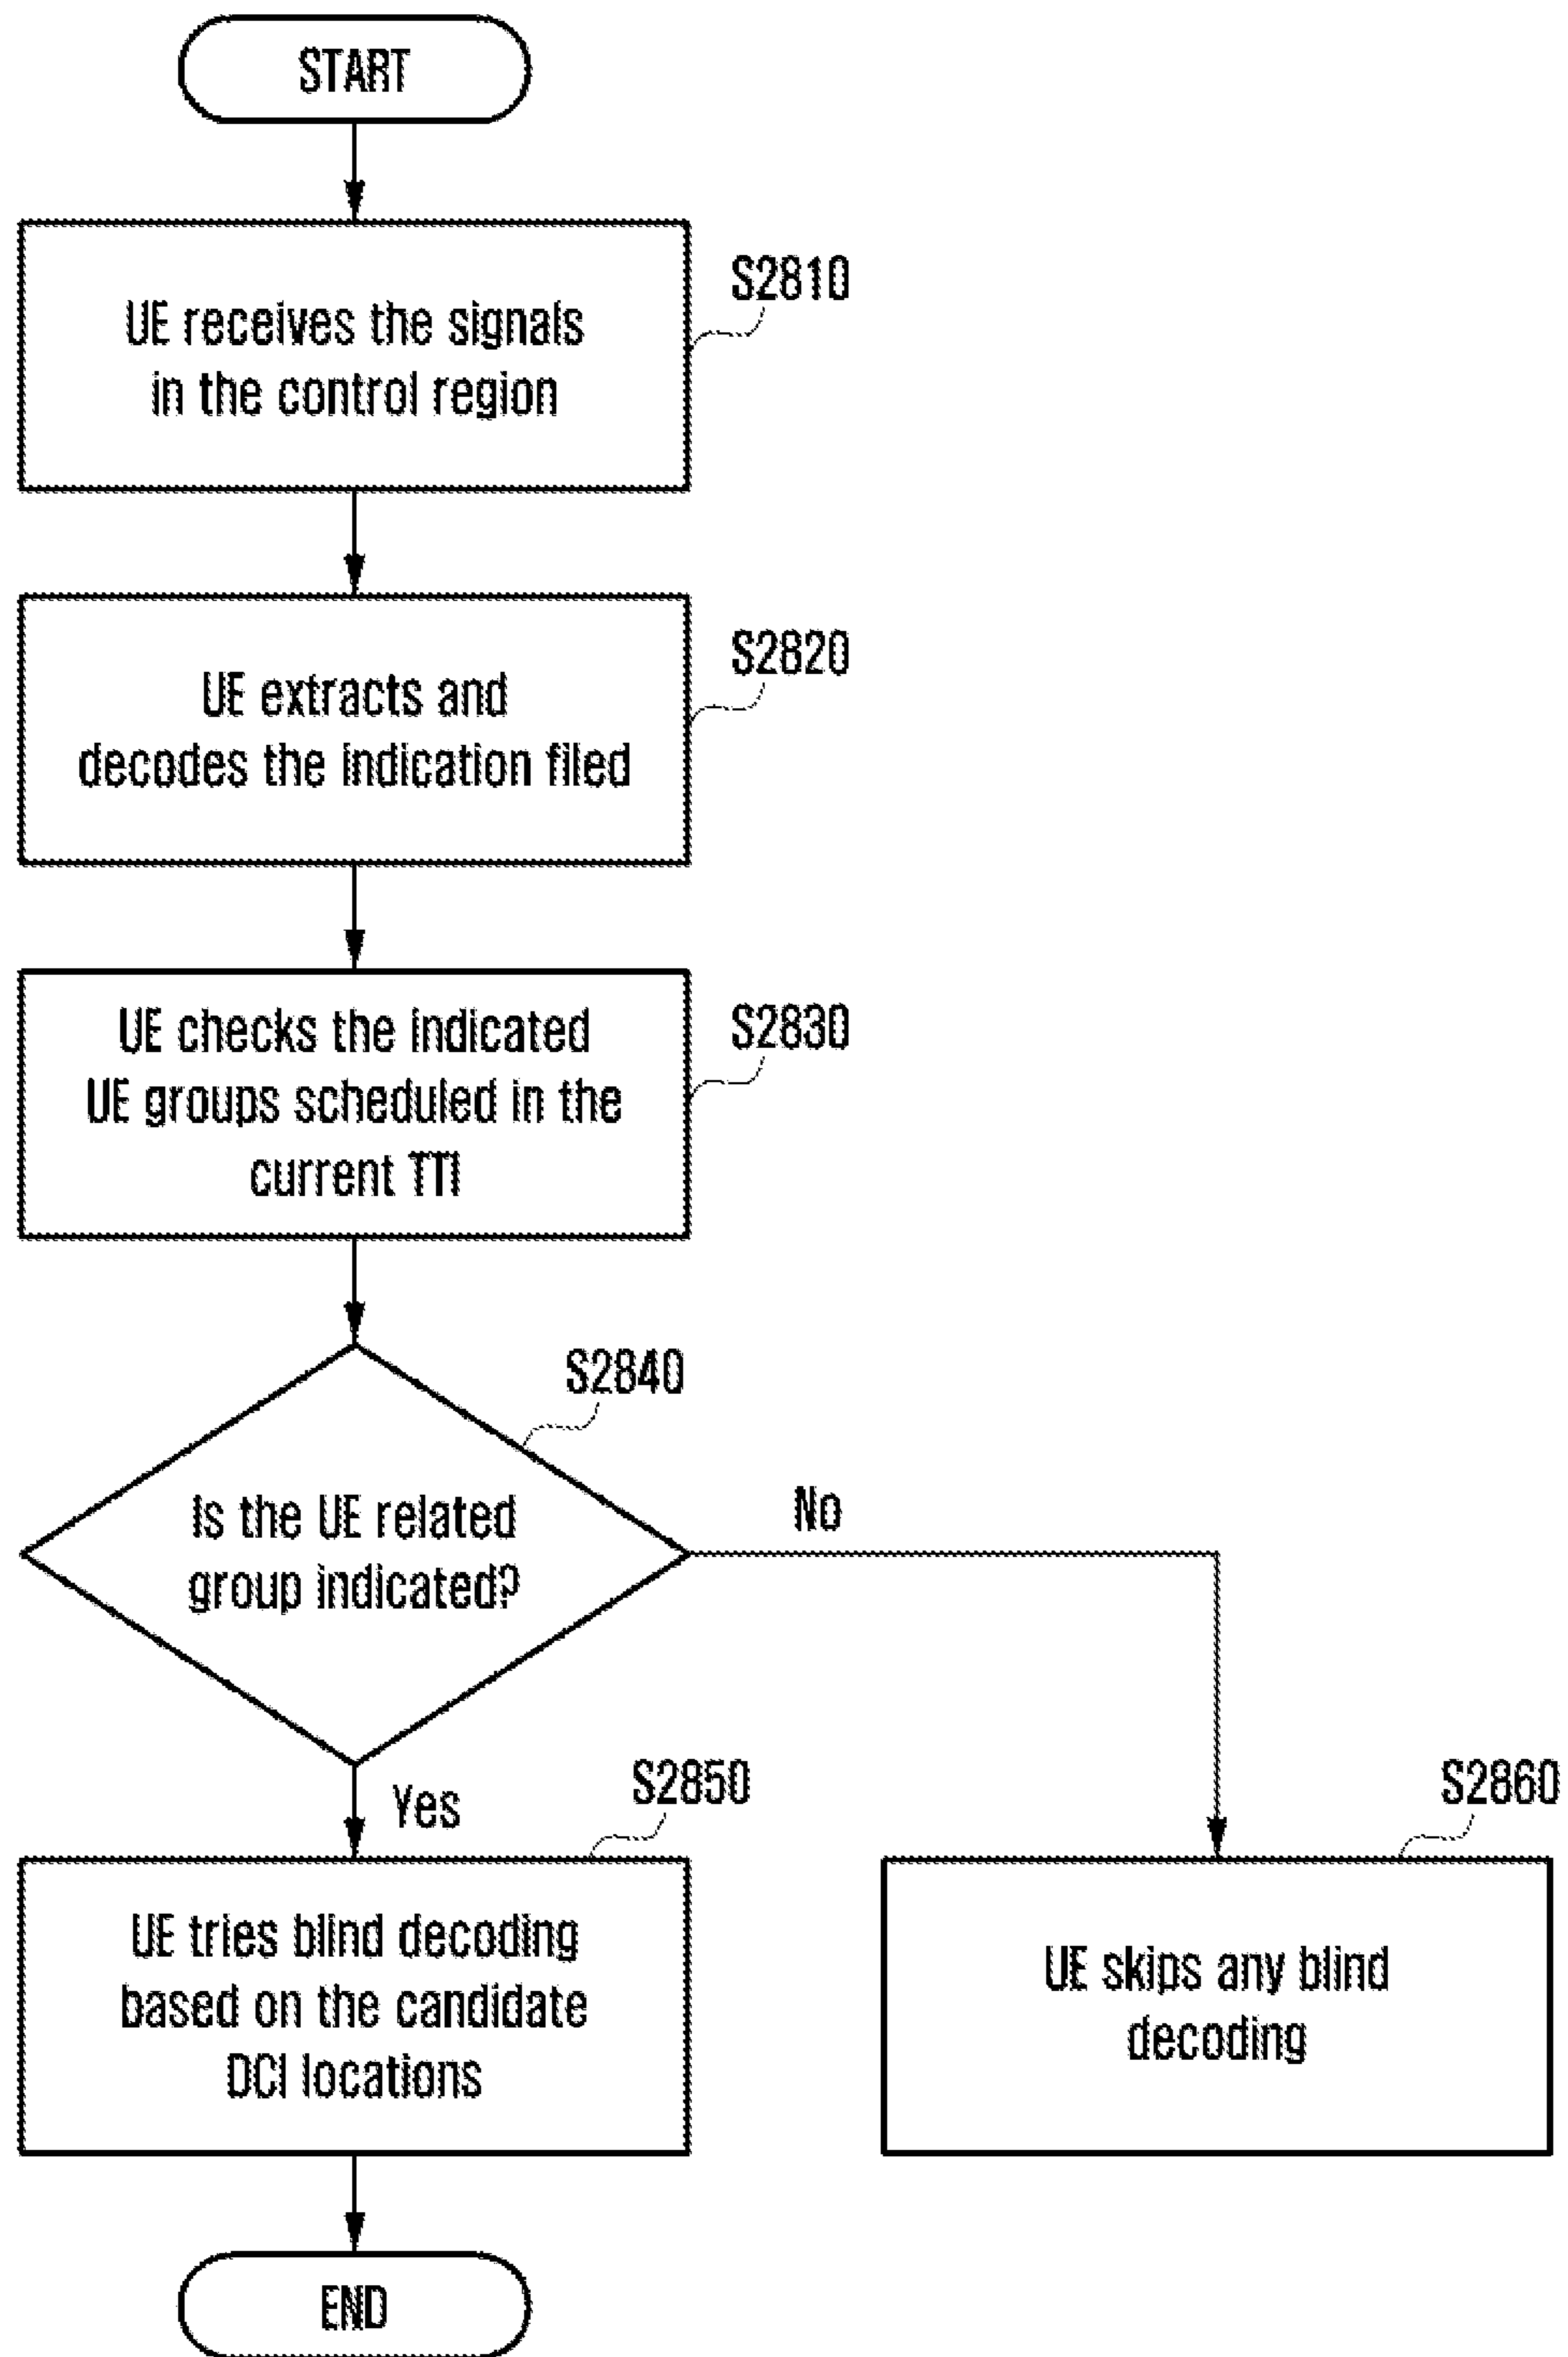 START
UE receives the signals
in the control region
S2810
UE extracts and
decodes the indication filed
S2820
UE checks the indicated
UE groups scheduled in the
current TTI
S2830
S2840
Is the UE related
group indicated?
No
Yes
S2850
UE tries blind decoding
based on the candidate
DCI locations
S2860
UE skips any blind
decoding
END